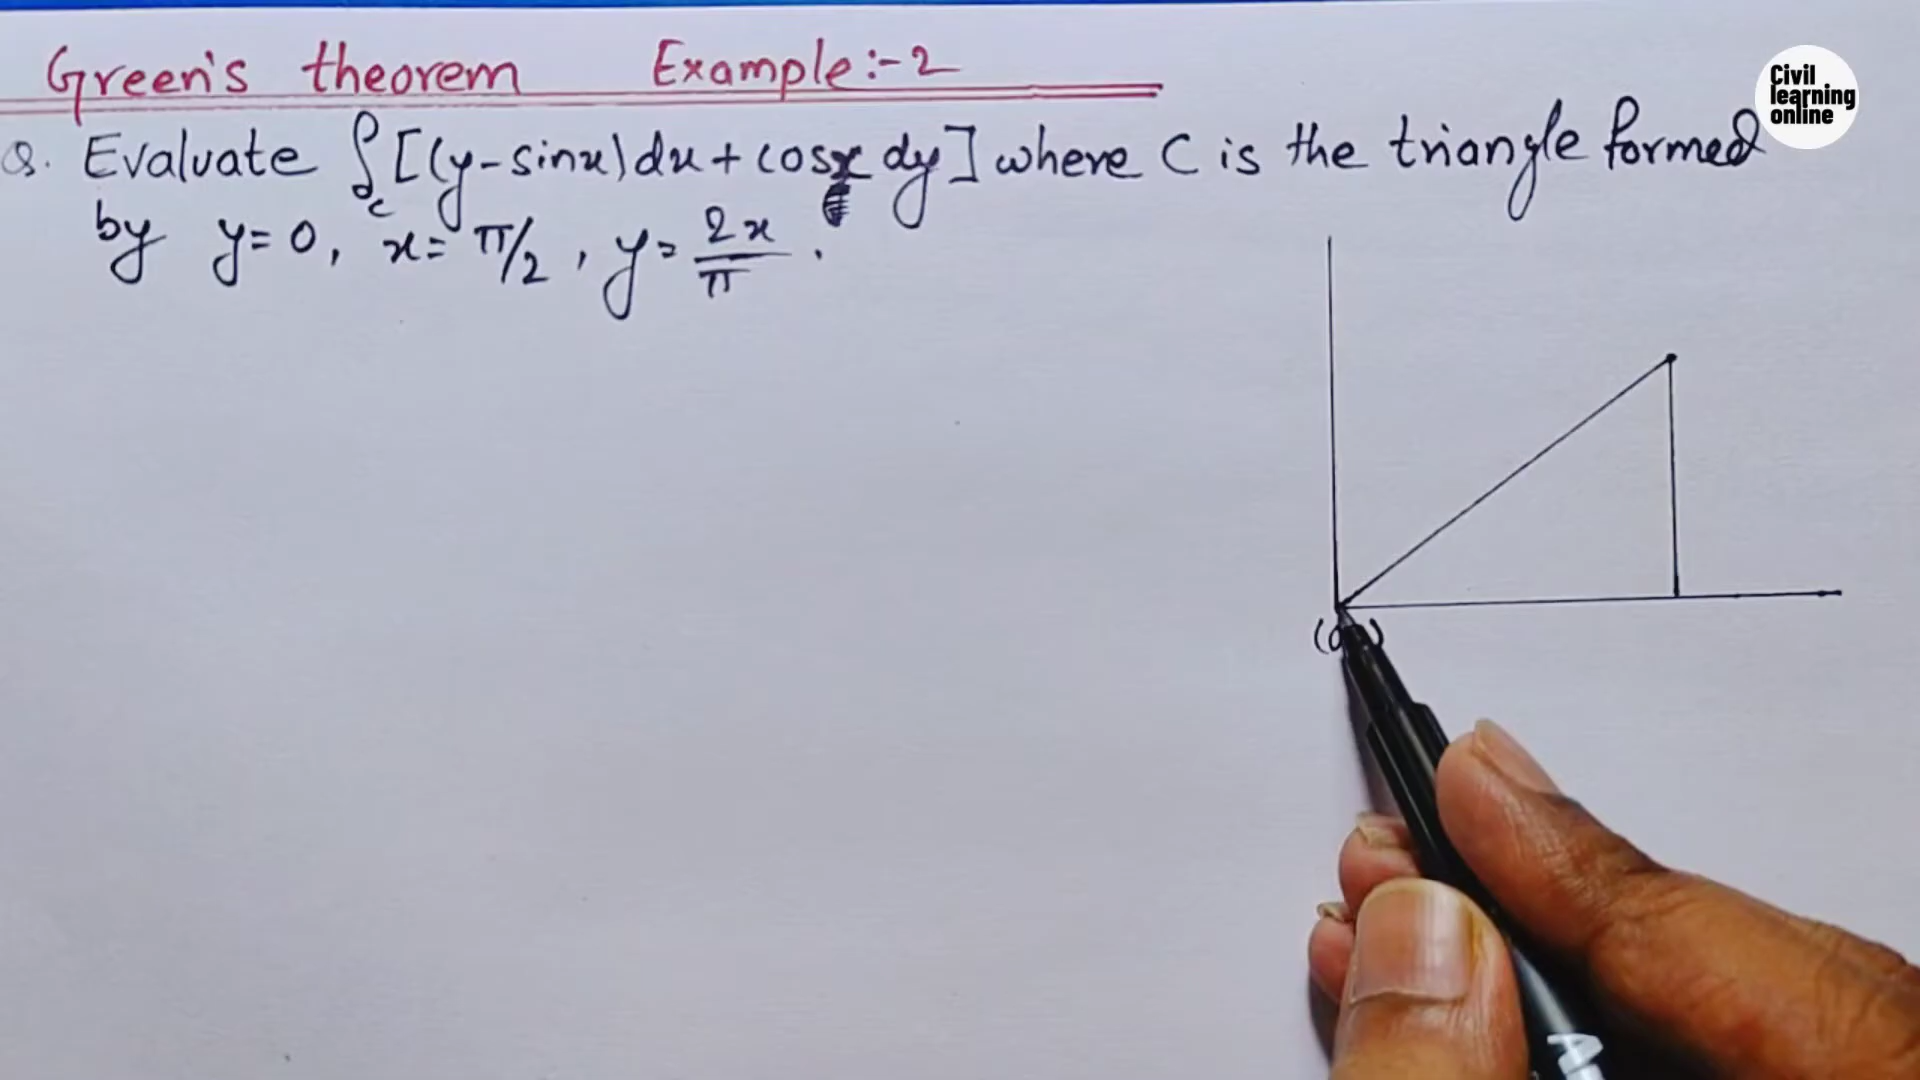 Green's theorem Example:-2
Q. Evaluate ∫c [(y-sinx)dx + cosx dy] where C is the triangle formed
by y=0, x=π/2, y=2x/π.
Civil
learning
online